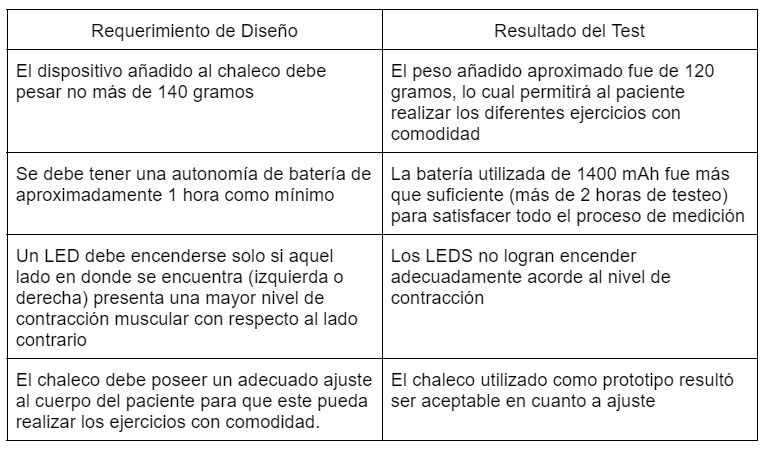 Requerimiento de Diseño
Resultado del Test
El dispositivo añadido al chaleco debe
pesar no más de 140 gramos
El peso añadido aproximado fue de 120
gramos, lo cual permitirá al paciente
realizar los diferentes ejercicios con
comodidad
Se debe tener una autonomía de batería de
aproximadamente 1 hora como mínimo
La batería utilizada de 1400 mAh fue más
que suficiente (más de 2 horas de testeo)
para satisfacer todo el proceso de medición
Un LED debe encenderse solo si aquel
lado en donde se encuentra (izquierda o
derecha) presenta una mayor nivel de
contracción muscular con respecto al lado
contrario
Los LEDS no logran encender
adecuadamente acorde al nivel de
contracción
El chaleco debe poseer un adecuado ajuste
al cuerpo del paciente para que este pueda
realizar los ejercicios con comodidad.
El chaleco utilizado como prototipo resultó
ser aceptable en cuanto a ajuste